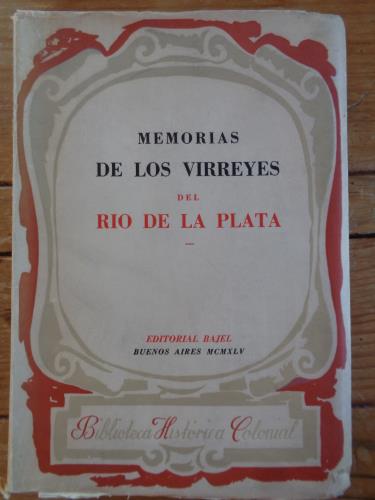 MEMORIAS
DE LOS VIRREYES
DEL
RIO DE LA PLATA
EDITORIAL BAJEL
BUENOS AIRES MCMXLV
Biblioteca Histórica Colonial